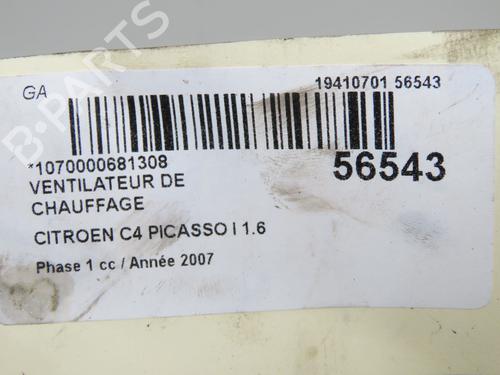 GA
19410701 56543
*1070000681308
56543
VENTILATEUR DE
CHAUFFAGE
CITROEN C4 PICASSO I 1.6
Phase 1 cc / Année 2007
B-PARTS